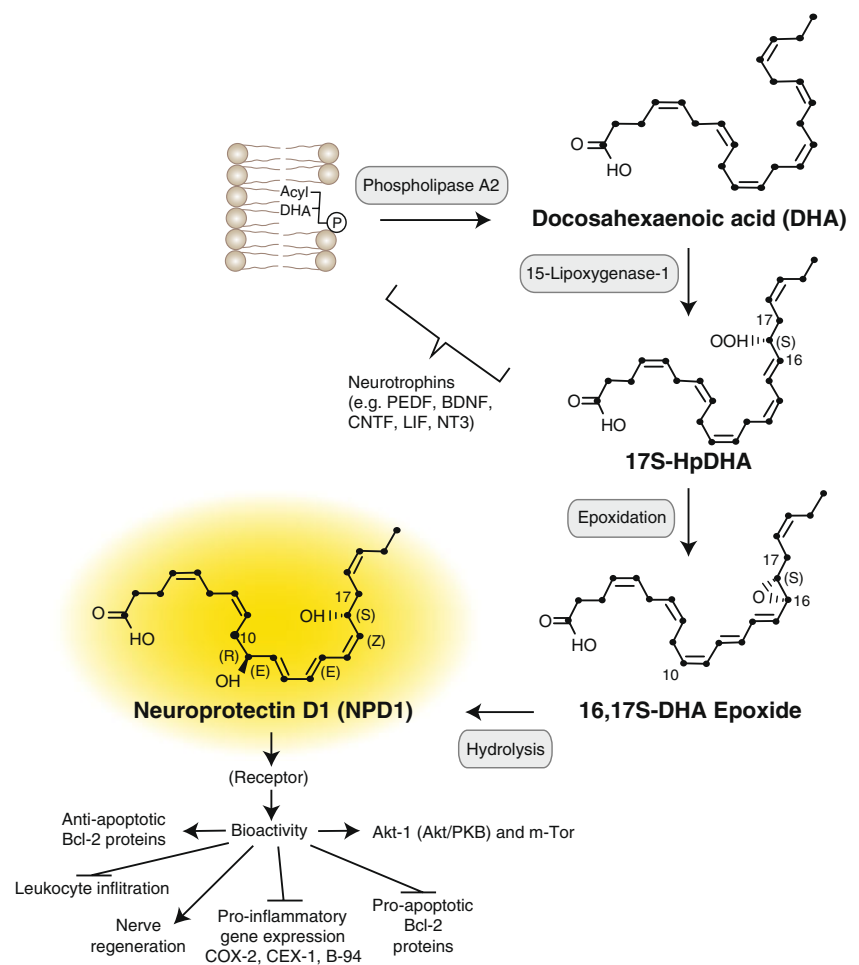 Acyl
DHA
P
Phospholipase A2
O
HO
Docosahexaenoic acid (DHA)
15-Lipoxygenase-1
Neurotrophins
(e.g. PEDF, BDNF,
CNTF, LIF, NT3)
17
OOH
(S)
16
O
HO
17S-HpDHA
Epoxidation
17
(S)
O
16
O
HO
10
16,17S-DHA Epoxide
Hydrolysis
17
OH
(S)
(Z)
O
HO
10
(R)
(E)
(E)
OH
Neuroprotectin D1 (NPD1)
(Receptor)
Anti-apoptotic
Bcl-2 proteins
Bioactivity
Akt-1 (Akt/PKB) and m-Tor
Leukocyte inflitration
Nerve
regeneration
Pro-inflammatory
gene expression
COX-2, CEX-1, B-94
Pro-apoptotic
Bcl-2
proteins